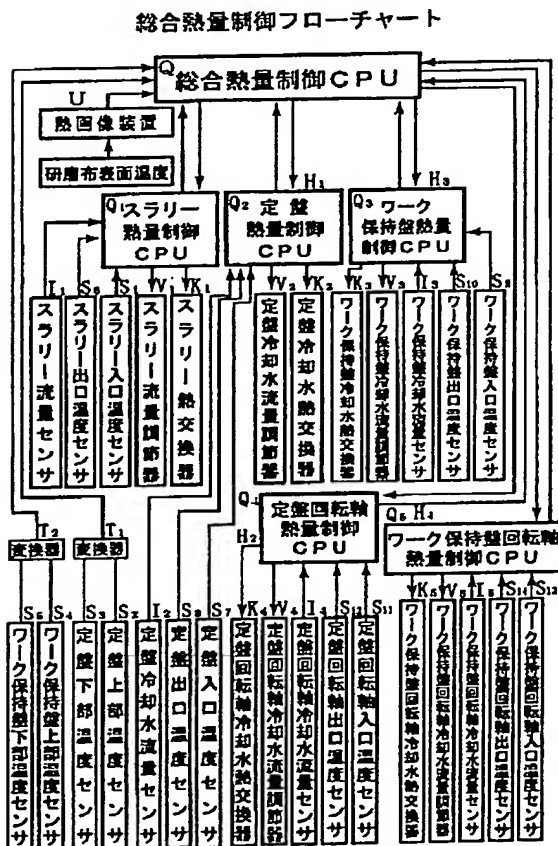 総合熱量制御フローチャート
Q
総合熱量制御CPU
U
熱画像装置
研磨布表面温度
Q1
スラリー
熱量制御
CPU
H1
Q2
定盤
熱量制御
CPU
H3
Q3
ワーク
保持盤熱量
制御CPU
I1
スラリー流量センサ
S6
スラリー出口温度センサ
S1
スラリー入口温度センサ
V1
スラリー流量調節器
K1
スラリー熱交換器
V2
定盤冷却水流量調節器
K2
定盤冷却水熱交換器
K3
ワーク保持盤冷却水熱交換器
V3
ワーク保持盤冷却水流量調節器
I3
ワーク保持盤冷却水流量センサ
S10
ワーク保持盤出口温度センサ
S9
ワーク保持盤入口温度センサ
H2
定盤回転軸
熱量制御
CPU
Q5
ワーク保持盤回転軸
熱量制御CPU
T2
変換器
T1
変換器
S5
ワーク保持盤下部温度センサ
S4
ワーク保持盤上部温度センサ
S3
定盤下部温度センサ
S2
定盤上部温度センサ
I2
定盤冷却水流量センサ
S8
定盤出口温度センサ
S7
定盤入口温度センサ
K4
定盤回転軸冷却水熱交換器
V4
定盤回転軸冷却水流量調節器
I4
定盤回転軸冷却水流量センサ
S12
定盤回転軸出口温度センサ
S11
定盤回転軸入口温度センサ
K5
ワーク保持盤回転軸冷却水熱交換器
V5
ワーク保持盤回転軸冷却水流量調節器
I5
ワーク保持盤回転軸冷却水流量センサ
S14
ワーク保持盤回転軸出口温度センサ
S13
ワーク保持盤回転軸入口温度センサ